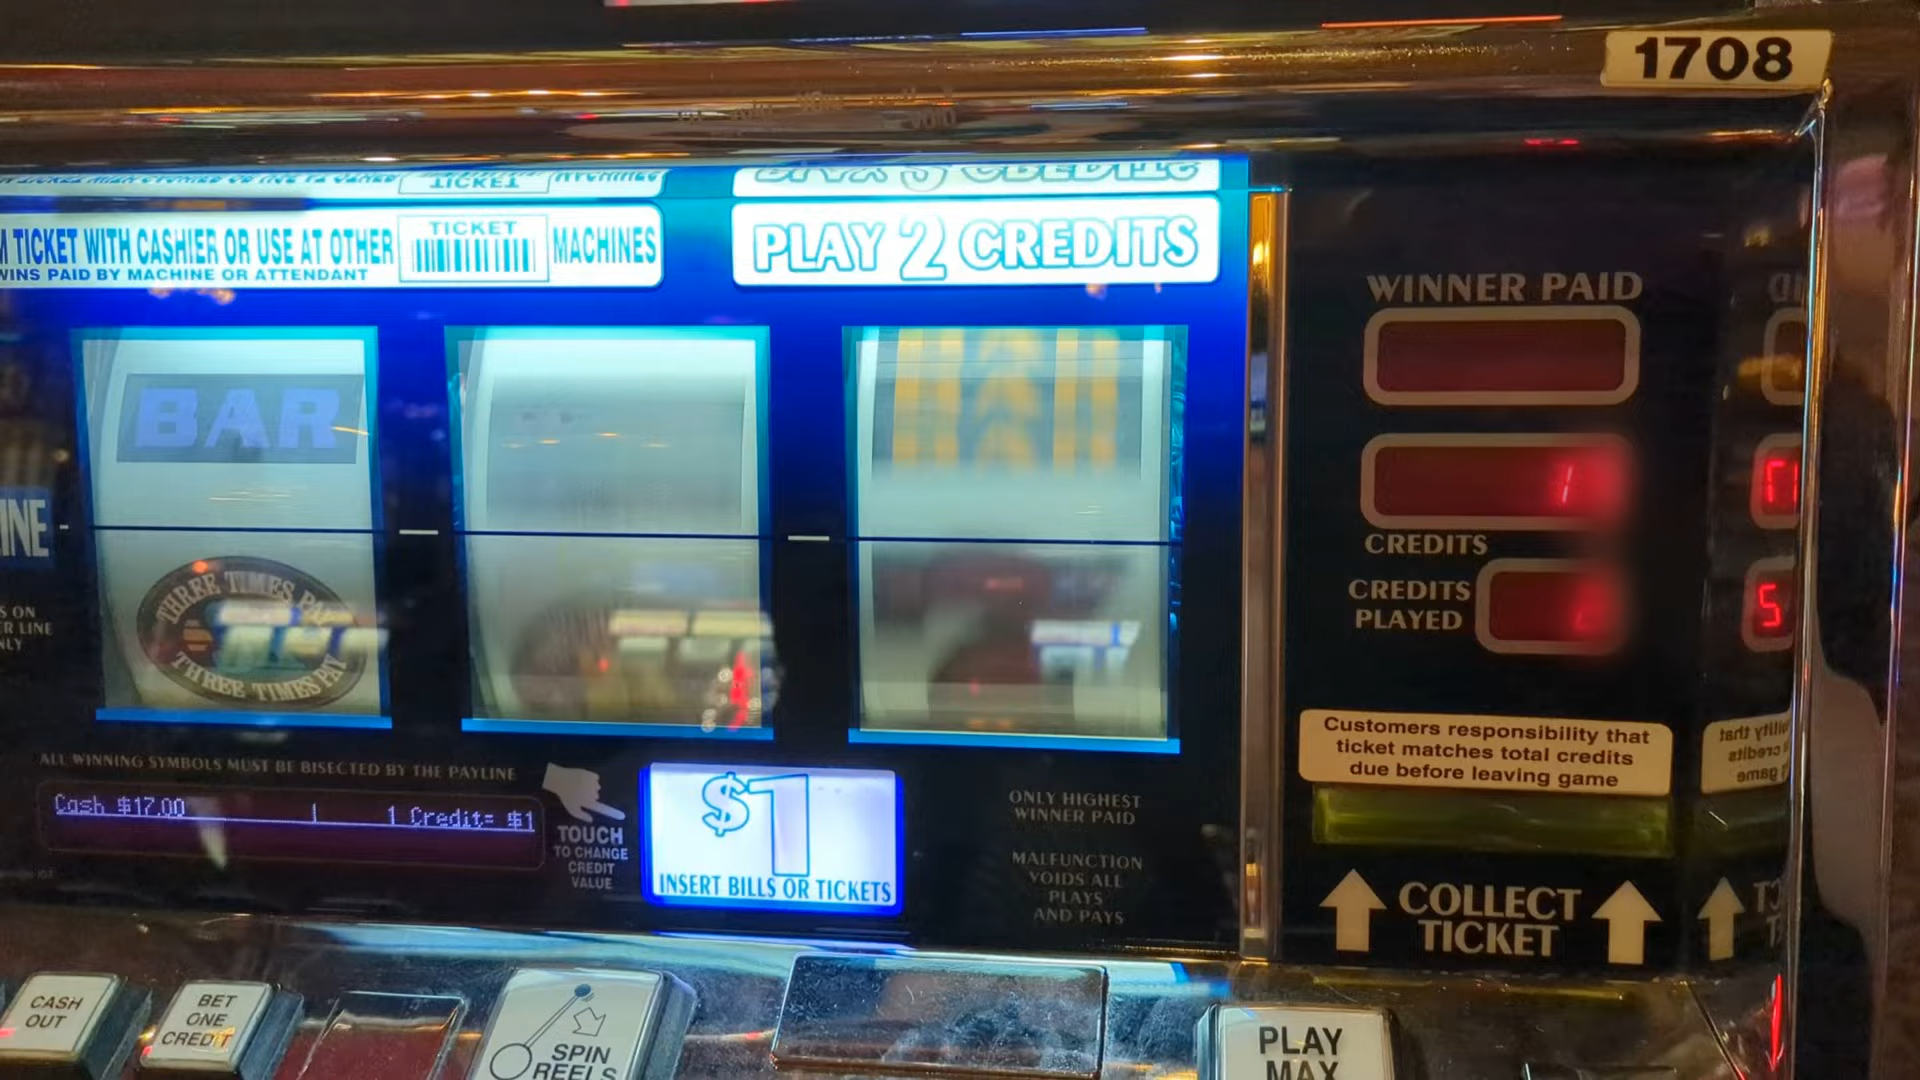 1708
TICKET WITH CASHIER OR USE AT OTHER
TICKET
MACHINES
WINS PAID BY MACHINE OR ATTENDANT
PLAY 2 CREDITS
WINNER PAID
BAR
CREDITS
CREDITS
PLAYED
THREE TIMES PAY
THREE TIMES PAY
Customers responsibility that
ticket matches total credits
due before leaving game
ALL WINNING SYMBOLS MUST BE BISECTED BY THE PAYLINE
Cash $17.00
1 Credit= $1
TOUCH
TO CHANGE
CREDIT
VALUE
$1
INSERT BILLS OR TICKETS
ONLY HIGHEST
WINNER PAID
MALFUNCTION
VOIDS ALL
PLAYS
AND PAYS
COLLECT
TICKET
CASH
OUT
BET
ONE
CREDIT
SPIN
REELS
PLAY
MAX